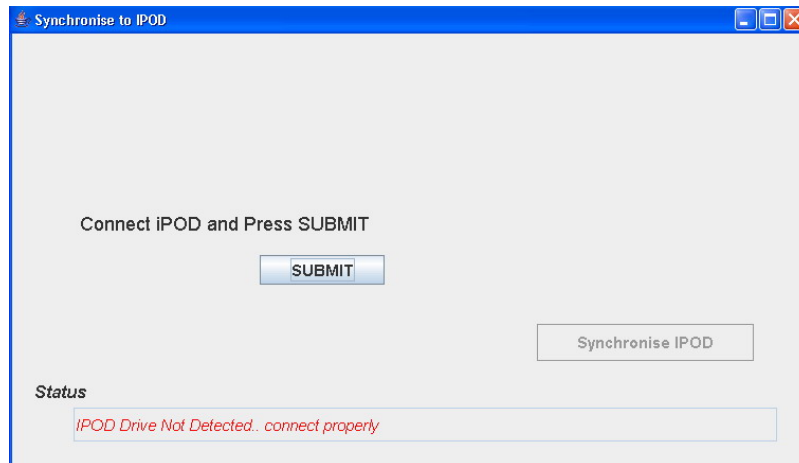 Synchronise to IPOD
Connect iPOD and Press SUBMIT
SUBMIT
Synchronise IPOD
Status
IPOD Drive Not Detected.. connect properly